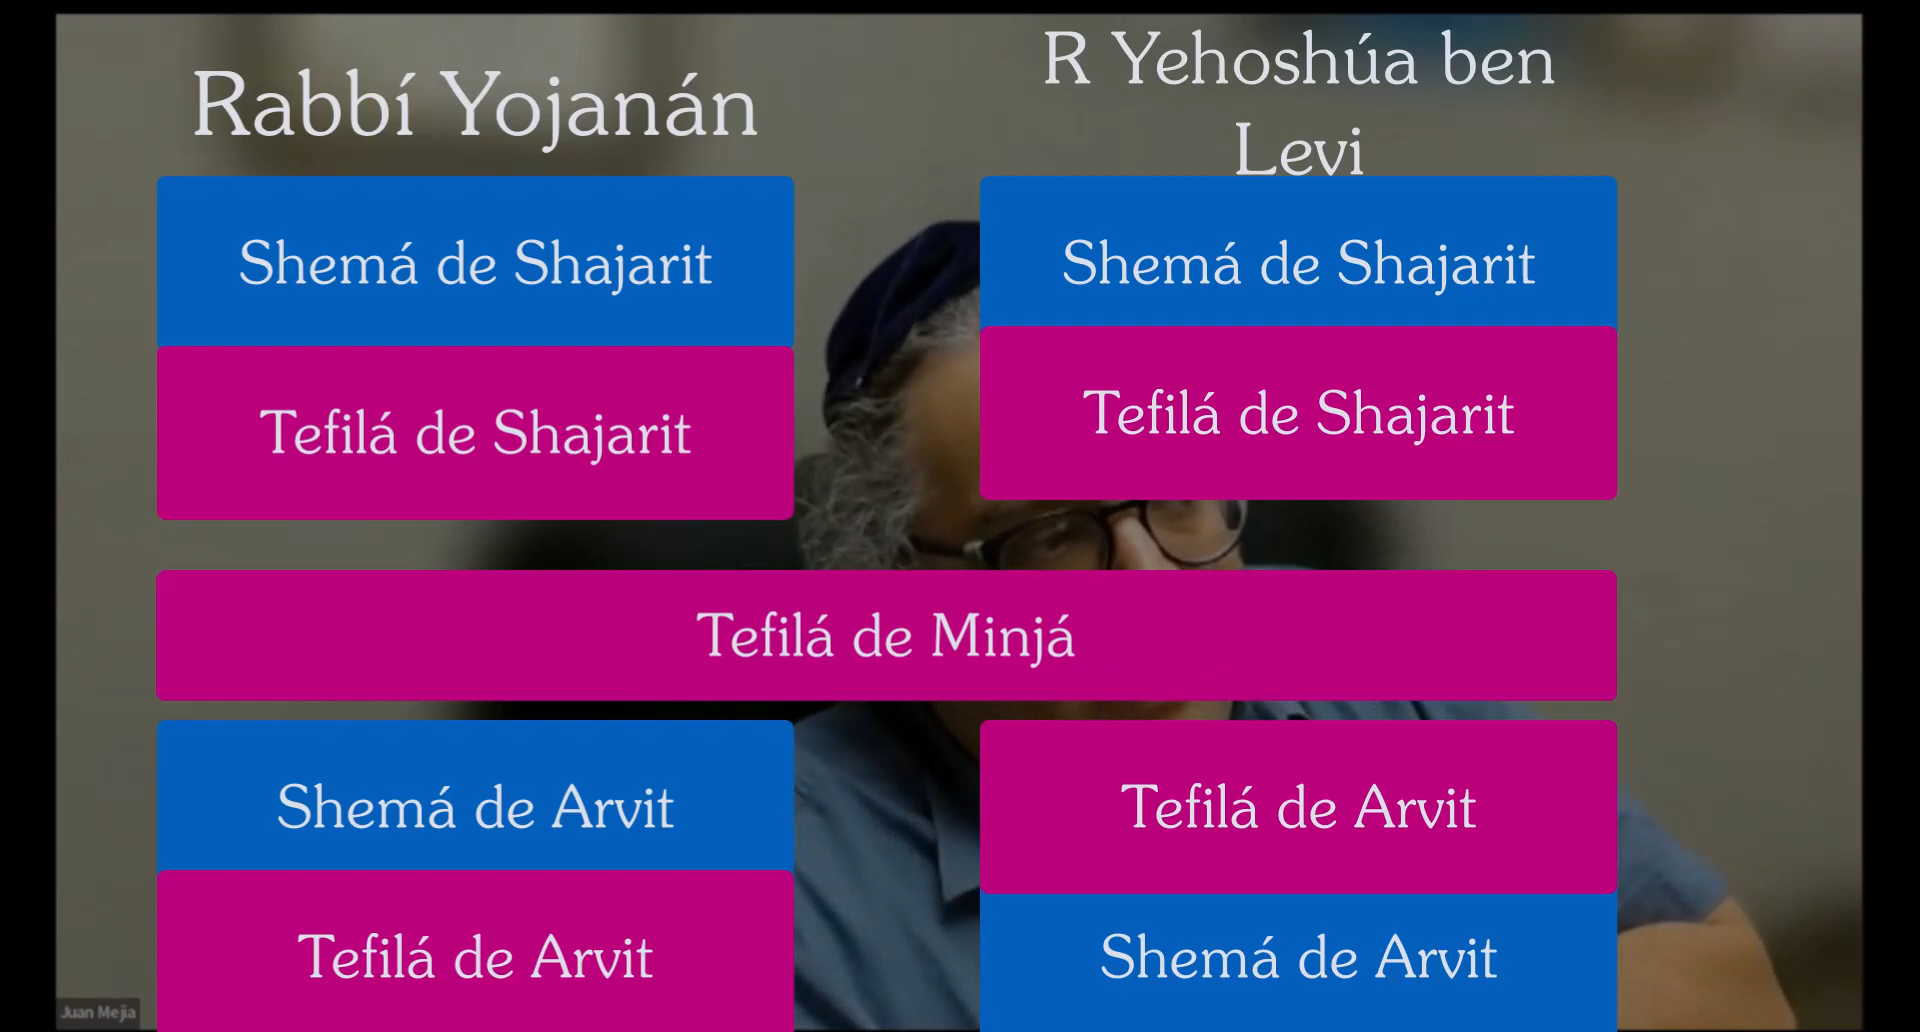 Rabbí Yojanán
R Yehoshúa ben
Levi
Shemá de Shajarit
Shemá de Shajarit
Tefilá de Shajarit
Tefilá de Shajarit
Tefilá de Minjá
Shemá de Arvit
Tefilá de Arvit
Tefilá de Arvit
Shemá de Arvit
Juan Mejia